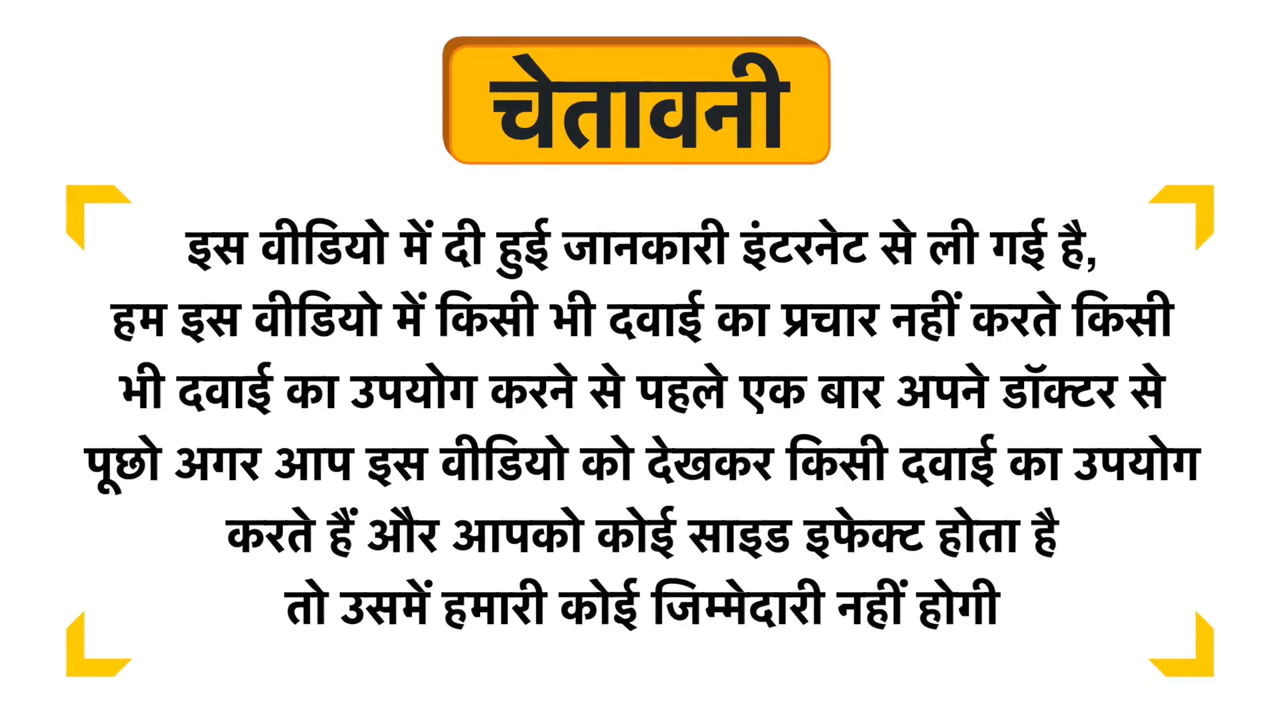 चेतावनी
इस वीडियो में दी हुई जानकारी इंटरनेट से ली गई है,
हम इस वीडियो में किसी भी दवाई का प्रचार नहीं करते किसी
भी दवाई का उपयोग करने से पहले एक बार अपने डॉक्टर से
पूछो अगर आप इस वीडियो को देखकर किसी दवाई का उपयोग
करते हैं और आपको कोई साइड इफेक्ट होता है
तो उसमें हमारी कोई जिम्मेदारी नहीं होगी